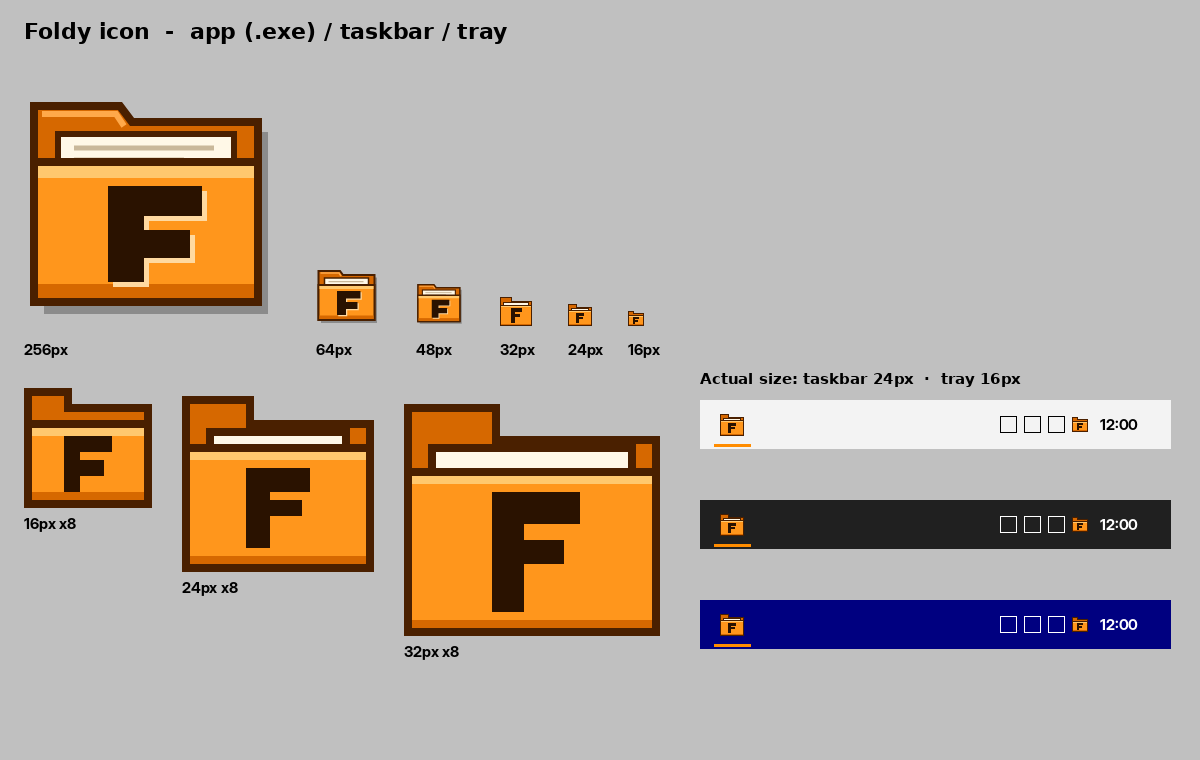 Foldy icon - app (.exe) / taskbar / tray
F
F
F
F
F
F
256px
64px
48px
32px
24px
16px
Actual size: taskbar 24px · tray 16px
F
F
F
F
F
12:00
16px x8
F
F
12:00
24px x8
F
F
12:00
32px x8